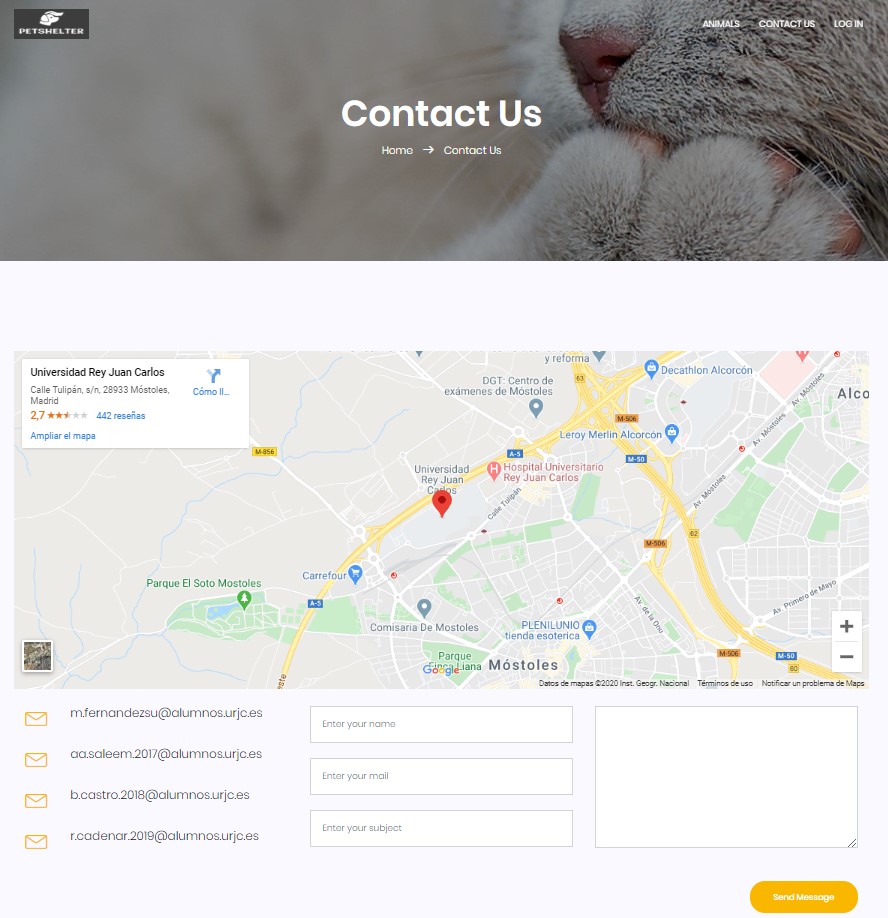 PETSHELTER
ANIMALS CONTACT US LOG IN
Contact Us
Home → Contact Us
Universidad Rey Juan Carlos
Calle Tulipán, s/n, 28933 Móstoles,
Madrid
Cómo ll...
2,7 442 reseñas
Ampliar el mapa
y reforma
DGT: Centro de
exámenes de Móstoles
63
Decathlon Alcorcón
Alco
M-506
Leroy Merlin Alcorcón
Av. Móstoles
Av. Móstoles
M-856
A-5
M-50
Universidad
Rey Juan
Carlos
H
Hospital Universitario
Rey Juan Carlos
Av. Móstoles
Calle Tulipán
62
M-506
Carrefour
Parque El Soto Mostoles
A-5
Av. Primero de Mayo
Comisaría De Mostoles
PLENILUNIO
tienda esoterica
Av. de la Onu
Parque
Finca Liana
Móstoles
M-506
M-50
60
Google
Datos de mapas ©2020 Inst. Geogr. Nacional Términos de uso Notificar un problema de Maps
m.fernandezsu@alumnos.urjc.es
aa.saleem.2017@alumnos.urjc.es
b.castro.2018@alumnos.urjc.es
r.cadenar.2019@alumnos.urjc.es
Enter your name
Enter your mail
Enter your subject
Send Message